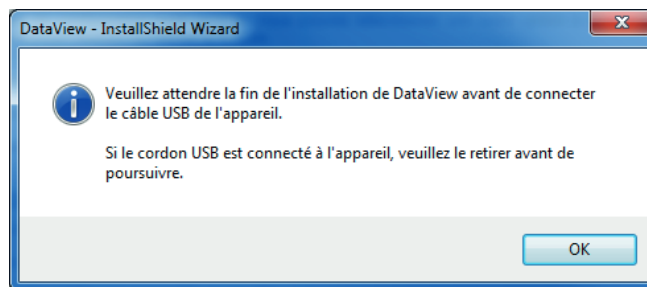 DataView - InstallShield Wizard
Veuillez attendre la fin de l'installation de DataView avant de connecter
le câble USB de l'appareil.
Si le cordon USB est connecté à l'appareil, veuillez le retirer avant de
poursuivre.
OK